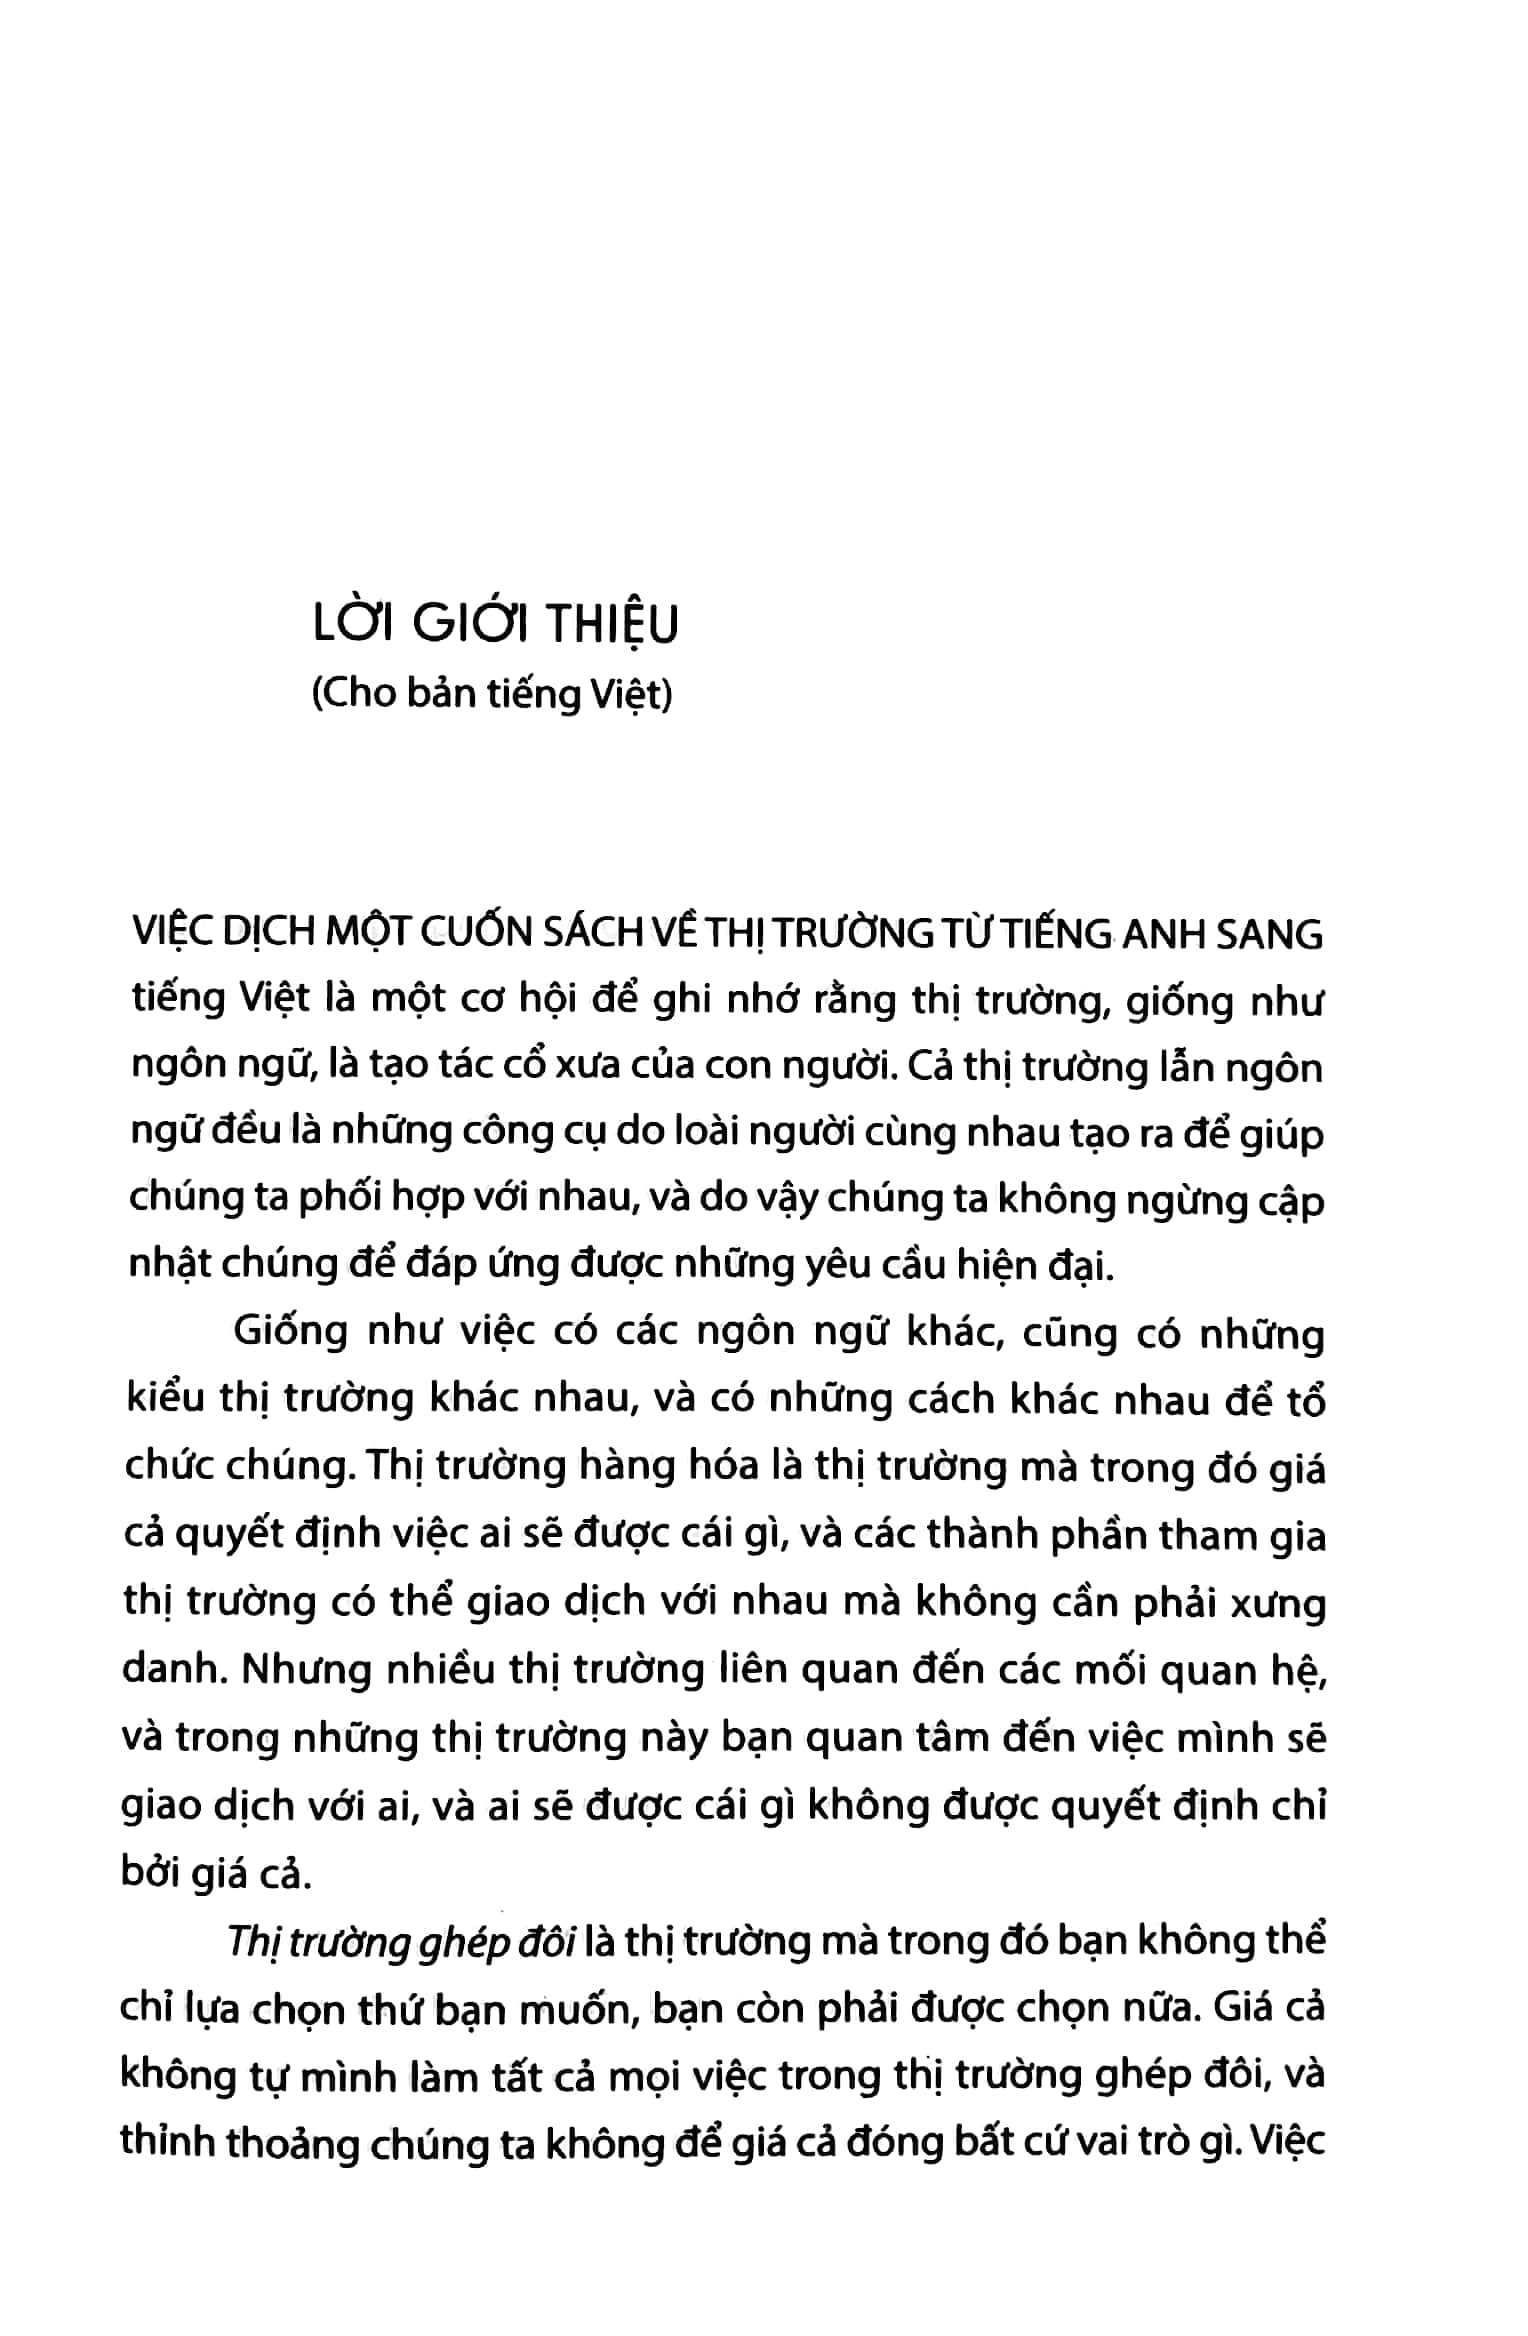 LỜI GIỚI THIỆU
(Cho bản tiếng Việt)
VIỆC DỊCH MỘT CUỐN SÁCH VỀ THỊ TRƯỜNG TỪ TIẾNG ANH SANG
tiếng Việt là một cơ hội để ghi nhớ rằng thị trường, giống như
ngôn ngữ, là tạo tác cổ xưa của con người. Cả thị trường lẫn ngôn
ngữ đều là những công cụ do loài người cùng nhau tạo ra để giúp
chúng ta phối hợp với nhau, và do vậy chúng ta không ngừng cập
nhật chúng để đáp ứng được những yêu cầu hiện đại.
Giống như việc có các ngôn ngữ khác, cũng có những
kiểu thị trường khác nhau, và có những cách khác nhau để tổ
chức chúng. Thị trường hàng hóa là thị trường mà trong đó giá
cả quyết định việc ai sẽ được cái gì, và các thành phần tham gia
thị trường có thể giao dịch với nhau mà không cần phải xưng
danh. Nhưng nhiều thị trường liên quan đến các mối quan hệ,
và trong những thị trường này bạn quan tâm đến việc mình sẽ
giao dịch với ai, và ai sẽ được cái gì không được quyết định chỉ
bởi giá cả.
Thị trường ghép đôi là thị trường mà trong đó bạn không thể
chỉ lựa chọn thứ bạn muốn, bạn còn phải được chọn nữa. Giá cả
không tự mình làm tất cả mọi việc trong thị trường ghép đôi, và
thỉnh thoảng chúng ta không để giá cả đóng bất cứ vai trò gì. Việc